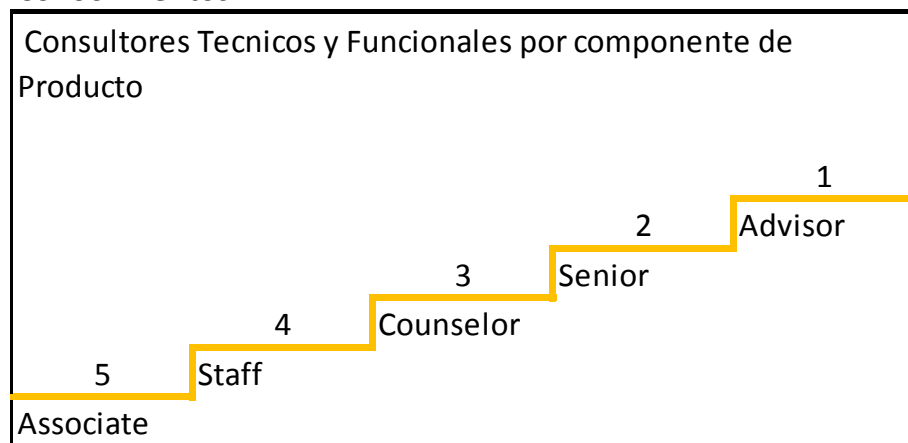 Consultores Tecnicos y Funcionales por componente de
Producto
1
2 Advisor
3 Senior
4 Counselor
5 Staff
Associate